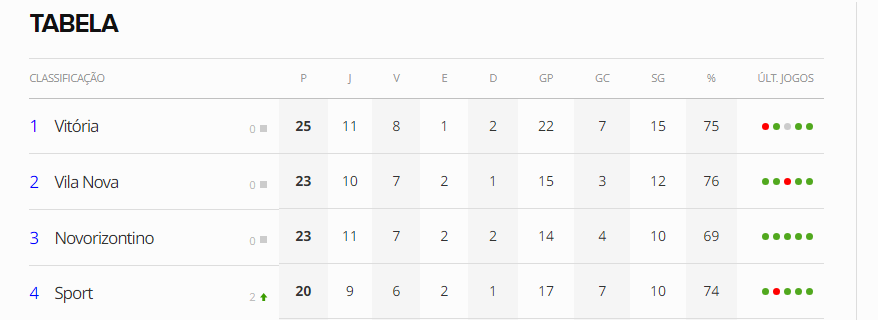 TABELA
CLASSIFICAÇÃO P J V E D GP GC SG % ÚLT. JOGOS
1 Vitória 0 25 11 8 1 2 22 7 15 75
2 Vila Nova 0 23 10 7 2 1 15 3 12 76
3 Novorizontino 0 23 11 7 2 2 14 4 10 69
4 Sport 2 20 9 6 2 1 17 7 10 74